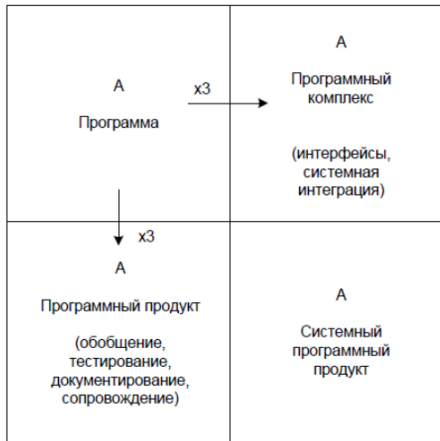 А
Программа
x3
А
Программный
комплекс
(интерфейсы,
системная
интеграция)
x3
А
Программный продукт
(обобщение,
тестирование,
документирование,
сопровождение)
А
Системный
программный
продукт